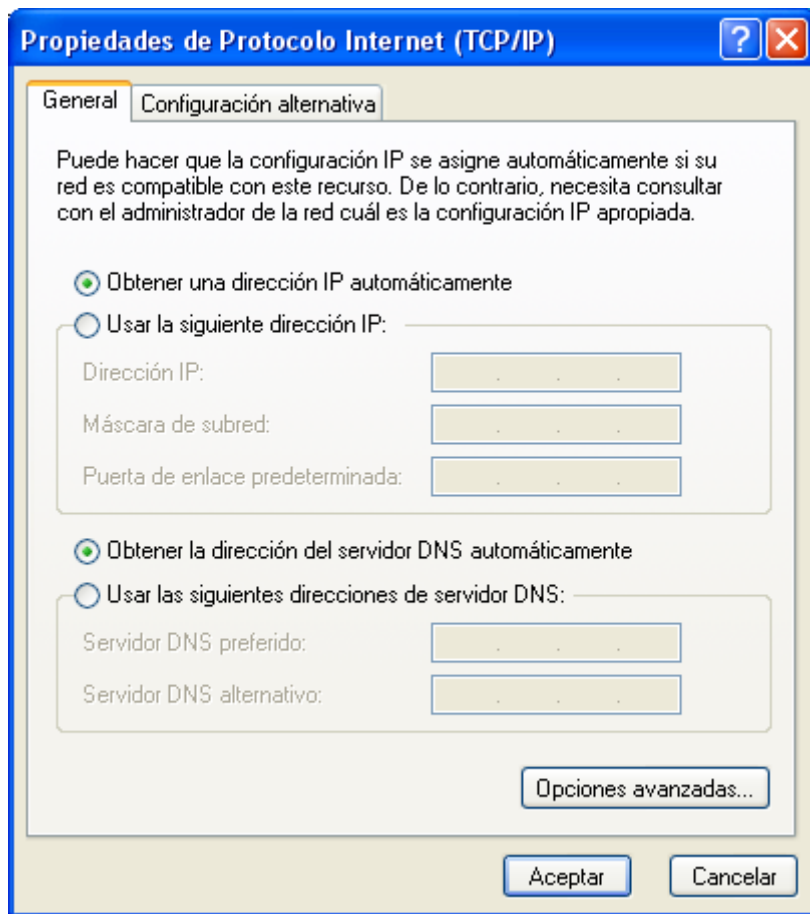 Propiedades de Protocolo Internet (TCP/IP)
General
Configuración alternativa
Puede hacer que la configuración IP se asigne automáticamente si su
red es compatible con este recurso. De lo contrario, necesita consultar
con el administrador de la red cuál es la configuración IP apropiada.
Obtener una dirección IP automáticamente
Usar la siguiente dirección IP:
Dirección IP:
Máscara de subred:
Puerta de enlace predeterminada:
Obtener la dirección del servidor DNS automáticamente
Usar las siguientes direcciones de servidor DNS:
Servidor DNS preferido:
Servidor DNS alternativo:
Opciones avanzadas...
Aceptar
Cancelar